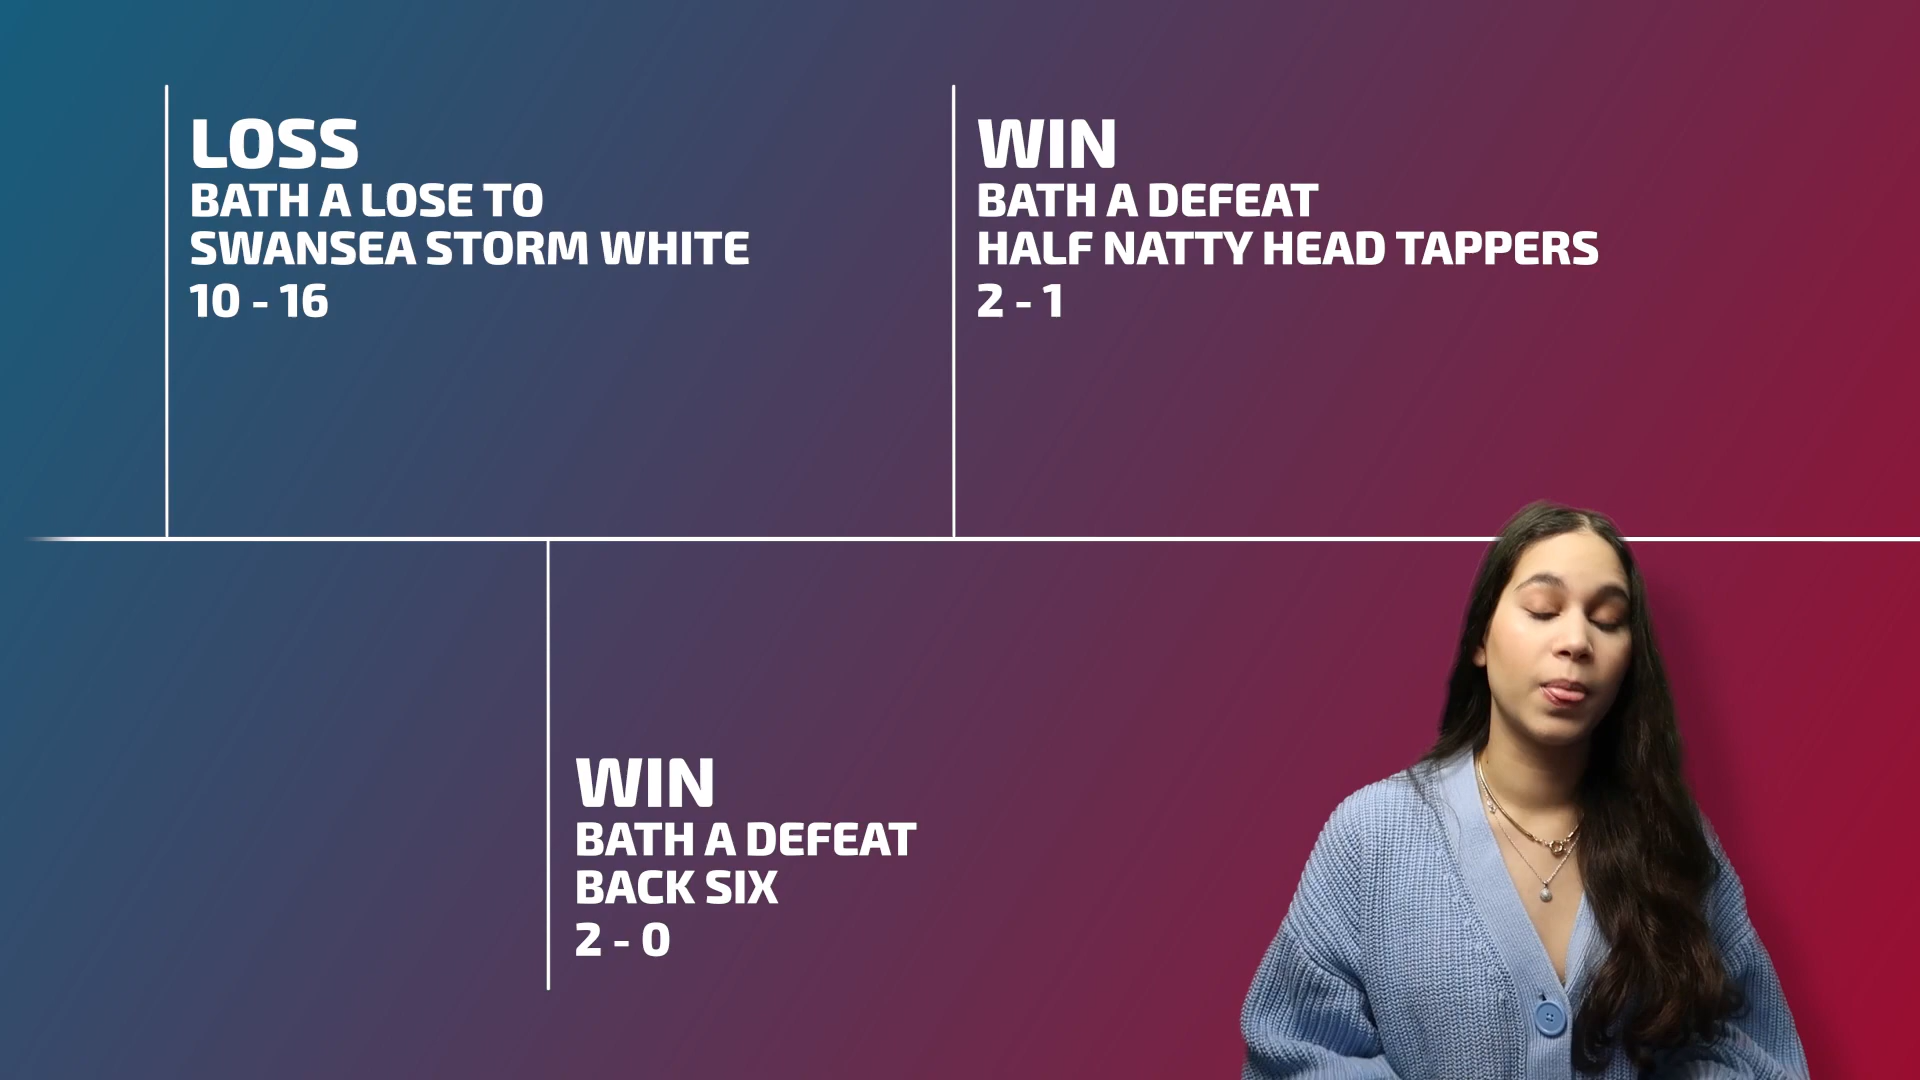 LOSS
BATH A LOSE TO
SWANSEA STORM WHITE
10 - 16
WIN
BATH A DEFEAT
BACK SIX
2 - 0
WIN
BATH A DEFEAT
HALF NATTY HEAD TAPPERS
2 - 1